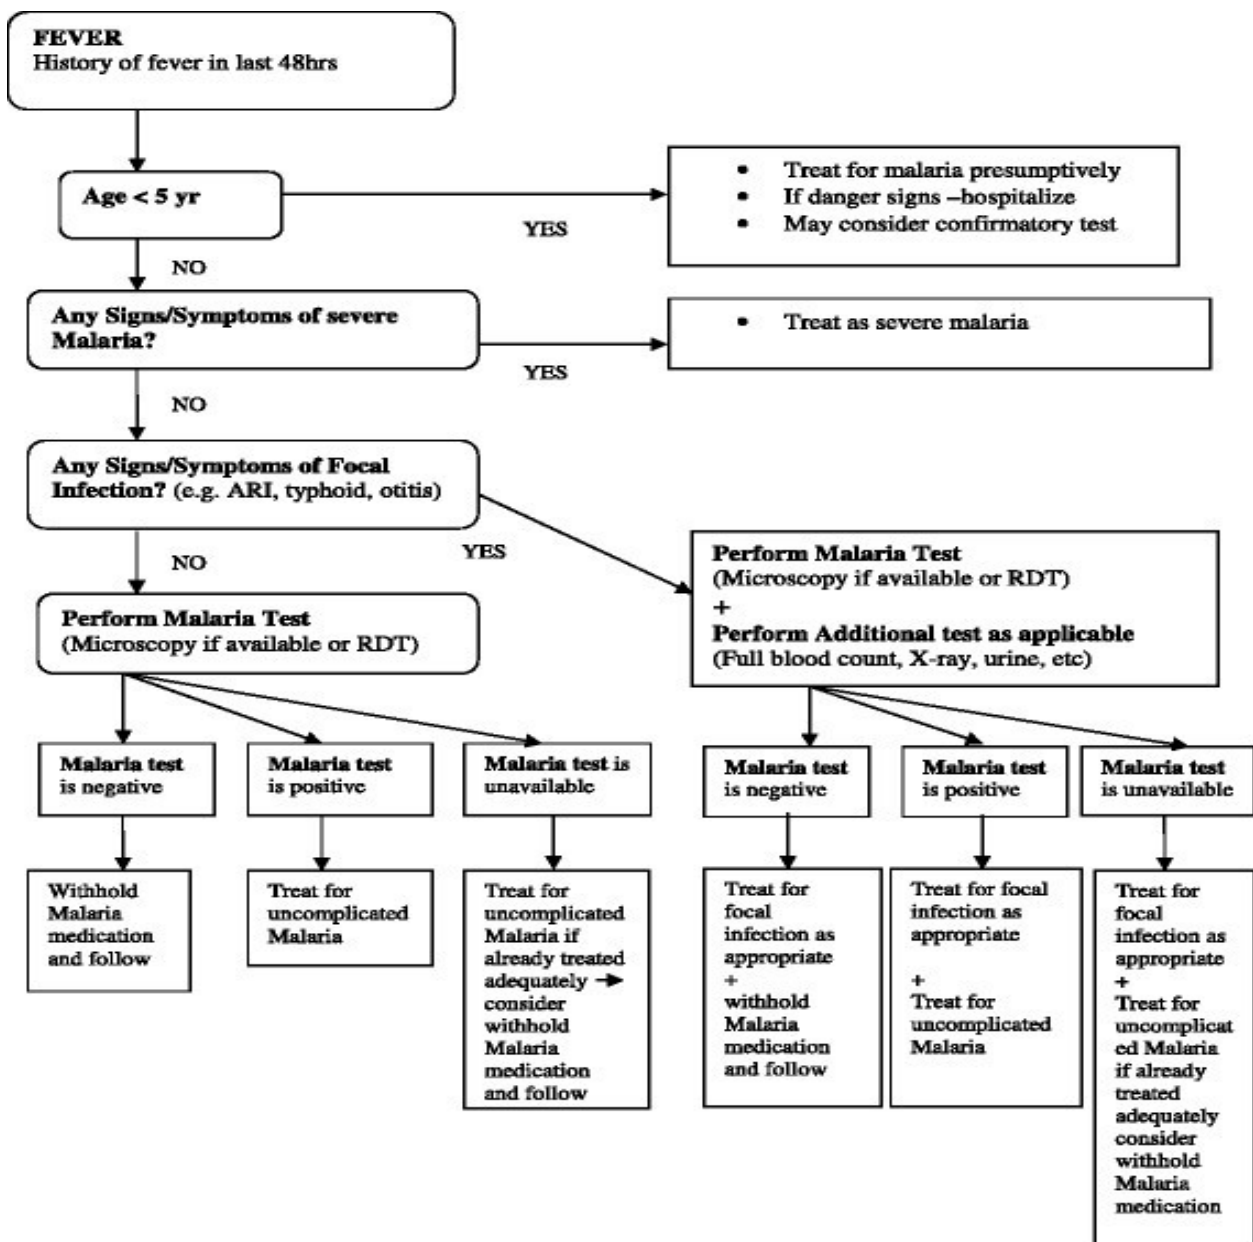 FEVER
History of fever in last 48hrs
Age < 5 yr
YES
• Treat for malaria presumptively
• If danger signs –hospitalize
• May consider confirmatory test
NO
Any Signs/Symptoms of severe
Malaria?
YES
• Treat as severe malaria
NO
Any Signs/Symptoms of Focal
Infection? (e.g. ARI, typhoid, otitis)
YES
NO
Perform Malaria Test
(Microscopy if available or RDT)
+
Perform Additional test as applicable
(Full blood count, X-ray, urine, etc)
Perform Malaria Test
(Microscopy if available or RDT)
Malaria test
is negative
Malaria test
is positive
Malaria test is
unavailable
Malaria test
is negative
Malaria test
is positive
Malaria test
is unavailable
Withhold
Malaria
medication
and follow
Treat for
uncomplicated
Malaria
Treat for
uncomplicated
Malaria if
already treated
adequately →
consider
withhold
Malaria
medication
and follow
Treat for
focal
infection as
appropriate
+
withhold
Malaria
medication
and follow
Treat for focal
infection as
appropriate
+
Treat for
uncomplicated
Malaria
Treat for
focal
infection as
appropriate
+
Treat for
uncomplicat
ed Malaria
if already
treated
adequately
consider
withhold
Malaria
medication